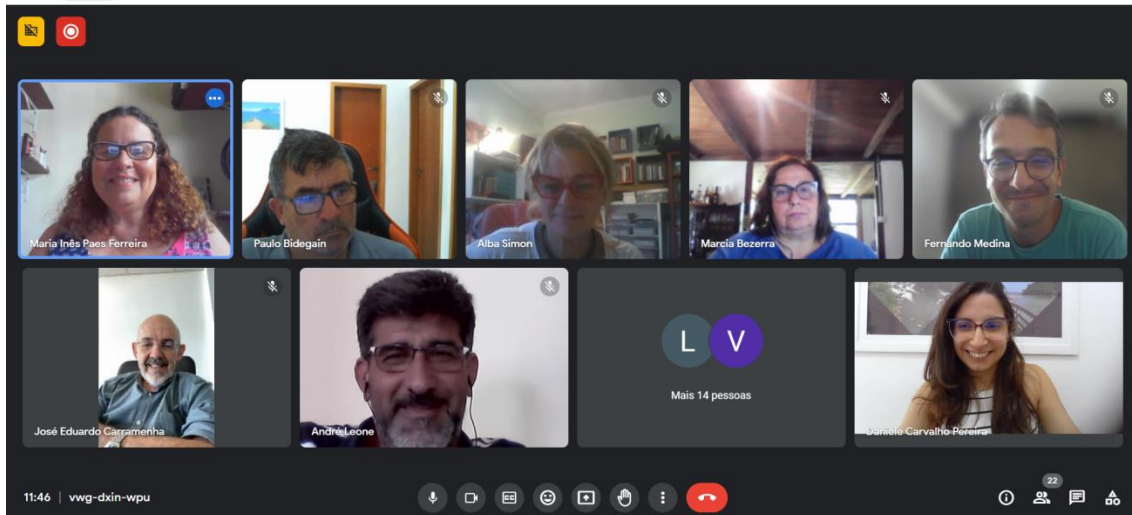 Maria Inês Paes Ferreira
Paulo Bidegain
Alba Simon
Marcia Bezerra
Fernando Medina
José Eduardo Carramenha
André Leone
L V
Mais 14 pessoas
Daniele Carvalho Pereira
11:46 | vwg-dxin-wpu
CC
22